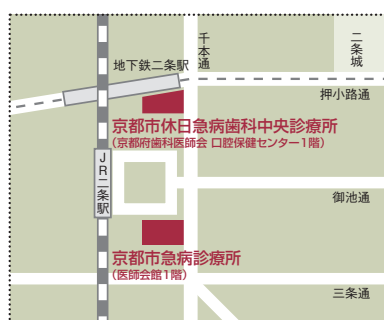 千本通
二条城
地下鉄二条駅
押小路通
京都市休日急病歯科中央診療所
(京都府歯科医師会 口腔保健センター1階)
JR二条駅
御池通
京都市急病診療所
(医師会館1階)
三条通